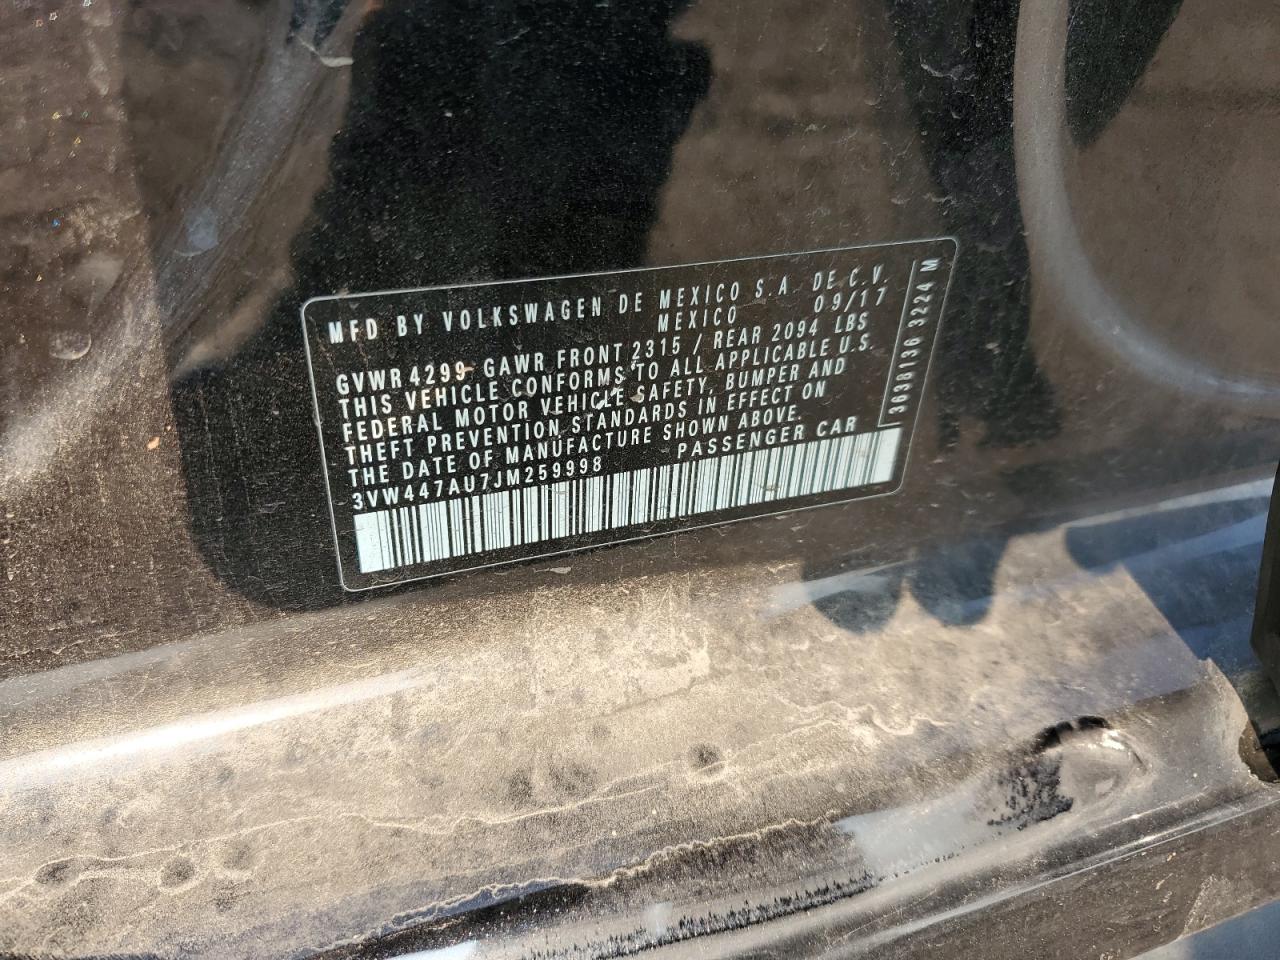 MFD BY VOLKSWAGEN DE MEXICO S.A. DE C.V.
MEXICO 09/17
GVWR 4299 GAWR FRONT 2315 / REAR 2094 LBS
THIS VEHICLE CONFORMS TO ALL APPLICABLE U.S.
FEDERAL MOTOR VEHICLE SAFETY, BUMPER AND
THEFT PREVENTION STANDARDS IN EFFECT ON
THE DATE OF MANUFACTURE SHOWN ABOVE.
3VW447AU7JM259998 PASSENGER CAR
3638136 3224 M